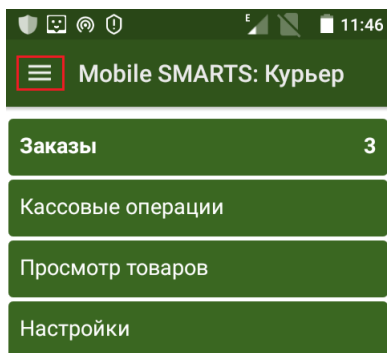 E 11:46
Mobile SMARTS: Курьер
Заказы 3
Кассовые операции
Просмотр товаров
Настройки